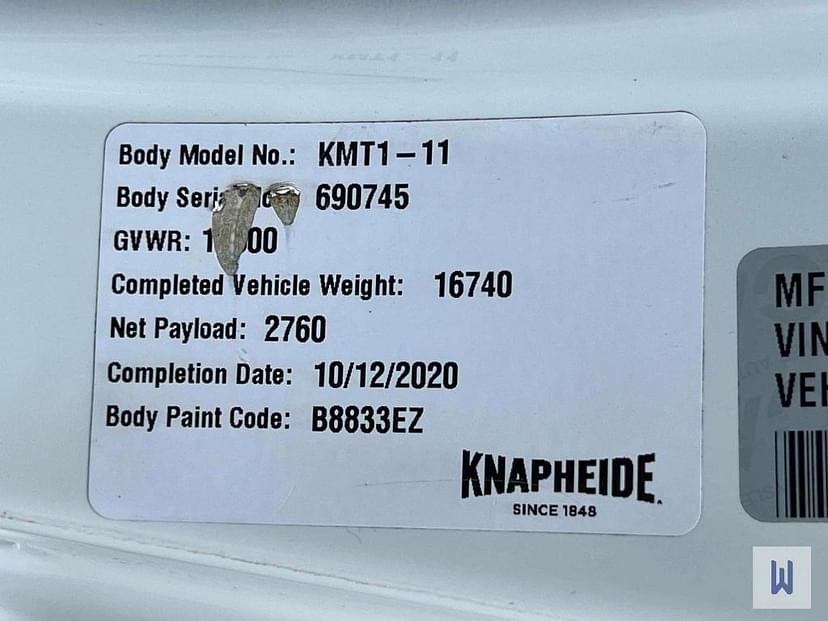 Body Model No.: KMT1-11
Body 690745
GVWR:
Completed Vehicle Weight: 16740
Net Payload: 2760
Completion Date: 10/12/2020
Body Paint Code: B8833EZ
KNAPHEIDE
SINCE 1848
MF
VIN
VEH
W